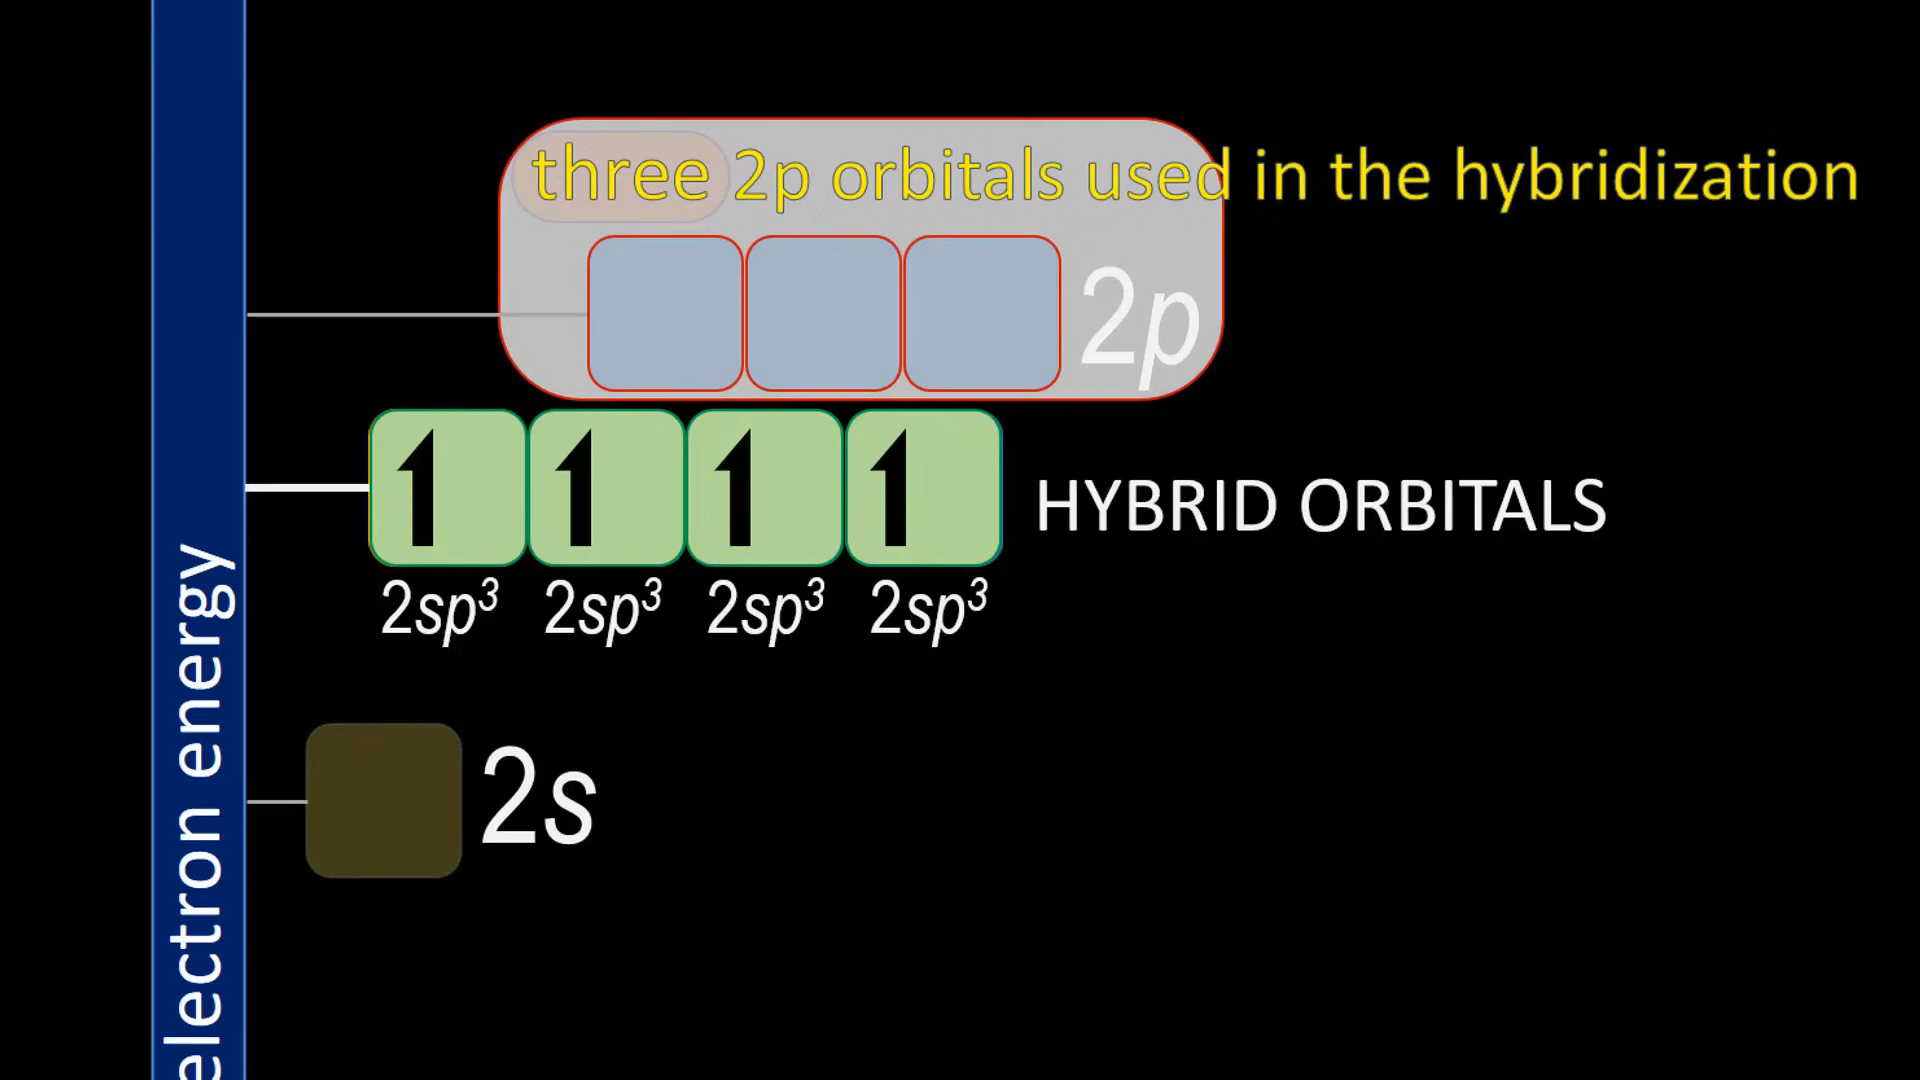 three 2p orbitals used in the hybridization
2p
HYBRID ORBITALS
2sp³ 2sp³ 2sp³ 2sp³
2s
electron energy